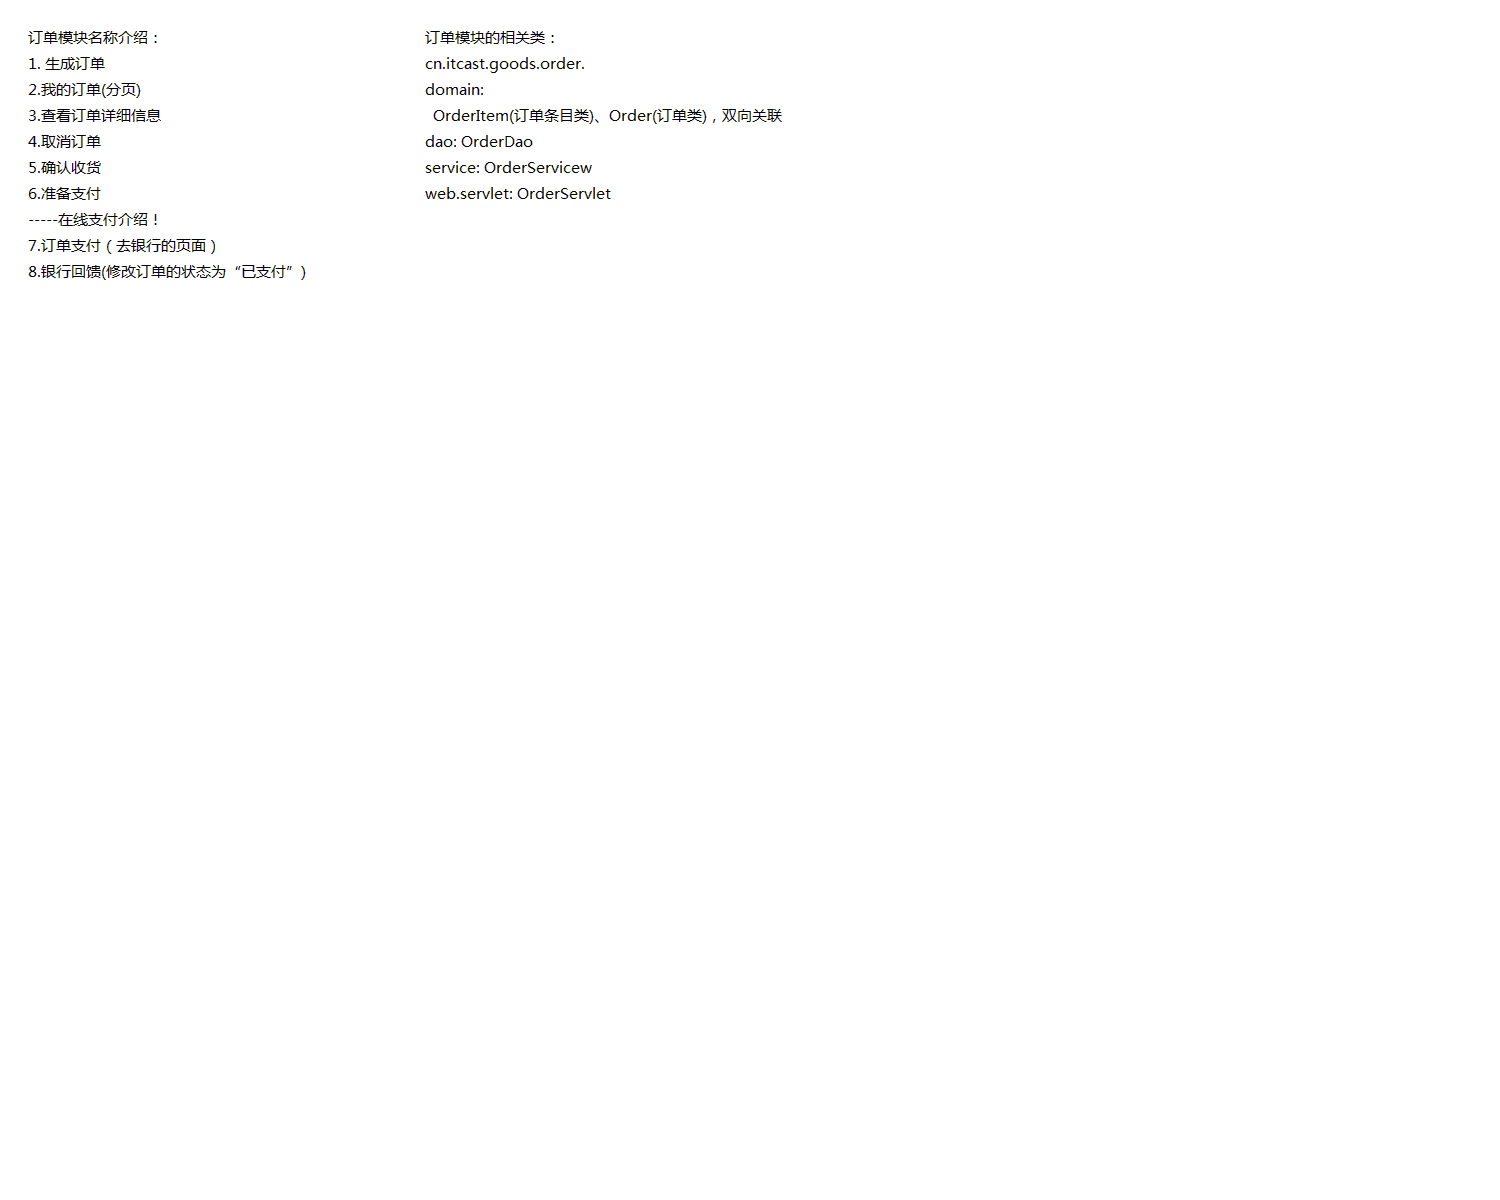 订单模块名称介绍：
1. 生成订单
2.我的订单(分页)
3.查看订单详细信息
4.取消订单
5.确认收货
6.准备支付
-----在线支付介绍！
7.订单支付（去银行的页面）
8.银行回馈(修改订单的状态为“已支付”)
订单模块的相关类：
cn.itcast.goods.order.
domain:
OrderItem(订单条目类)、Order(订单类)，双向关联
dao: OrderDao
service: OrderServicew
web.servlet: OrderServlet